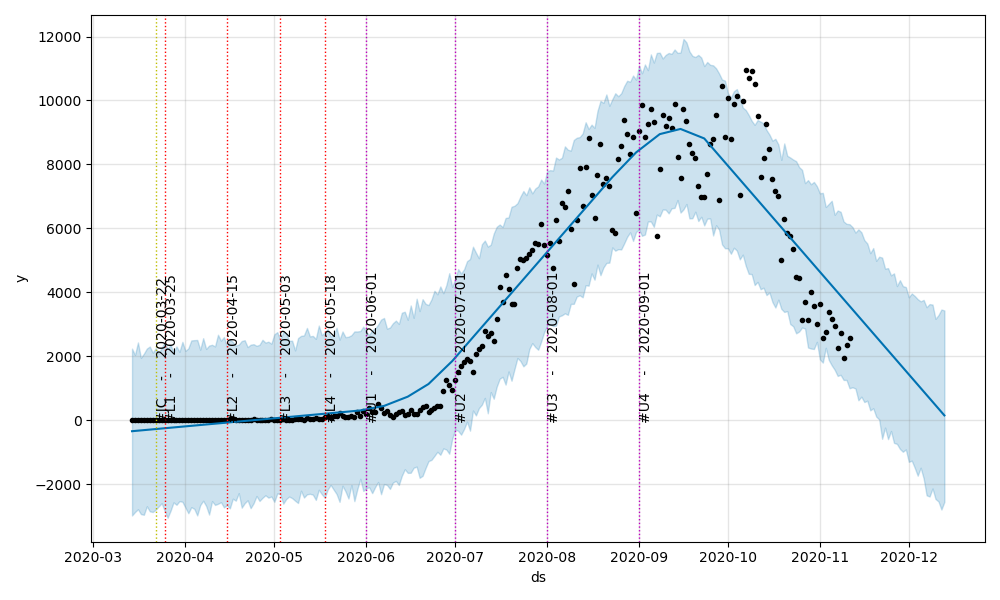 12000
10000
8000
6000
4000
2000
0
−2000
y
#JC - 2020-03-22
#L1 - 2020-03-25
#L2 - 2020-04-15
#L3 - 2020-05-03
#L4 - 2020-05-18
#U1 - 2020-06-01
#U2 - 2020-07-01
#U3 - 2020-08-01
#U4 - 2020-09-01
2020-03 2020-04 2020-05 2020-06 2020-07 2020-08 2020-09 2020-10 2020-11 2020-12
ds